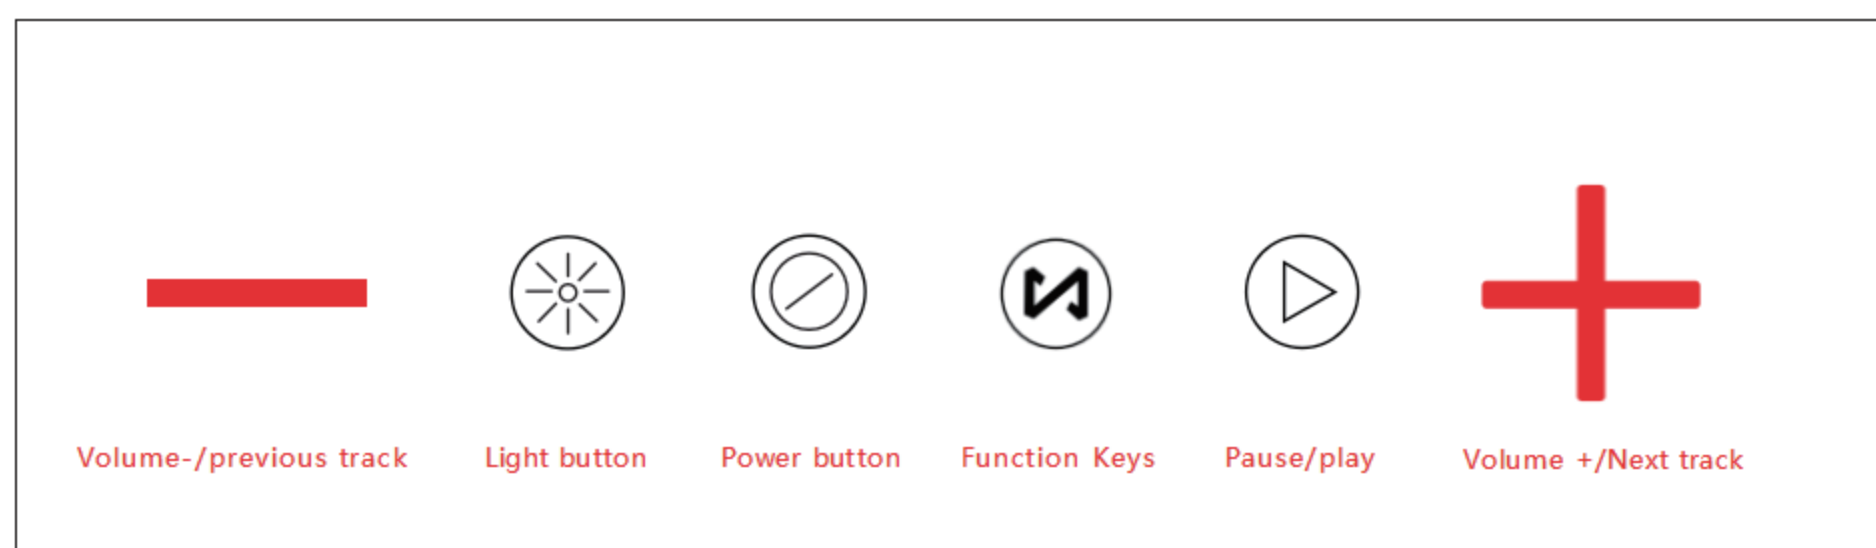 Volume-/previous track
Light button
Power button
Function Keys
Pause/play
Volume +/Next track